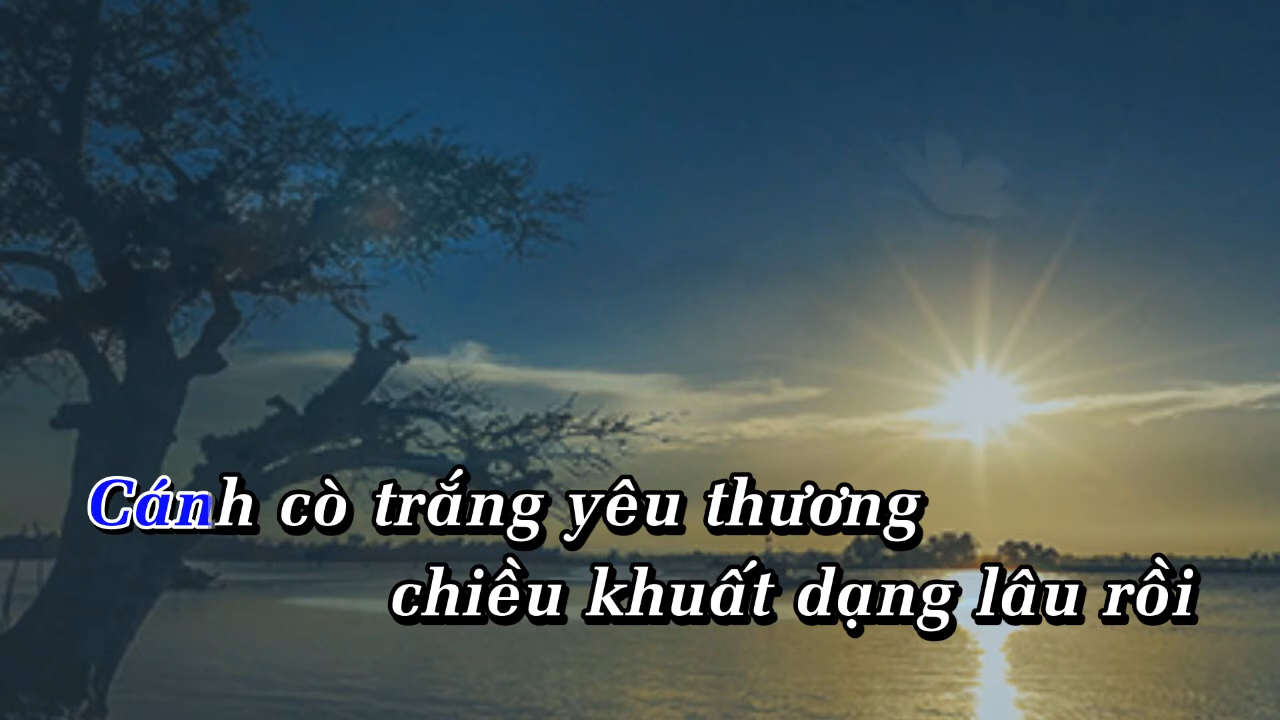 Cánh cò trắng yêu thương
chiều khuất dạng lâu rồi